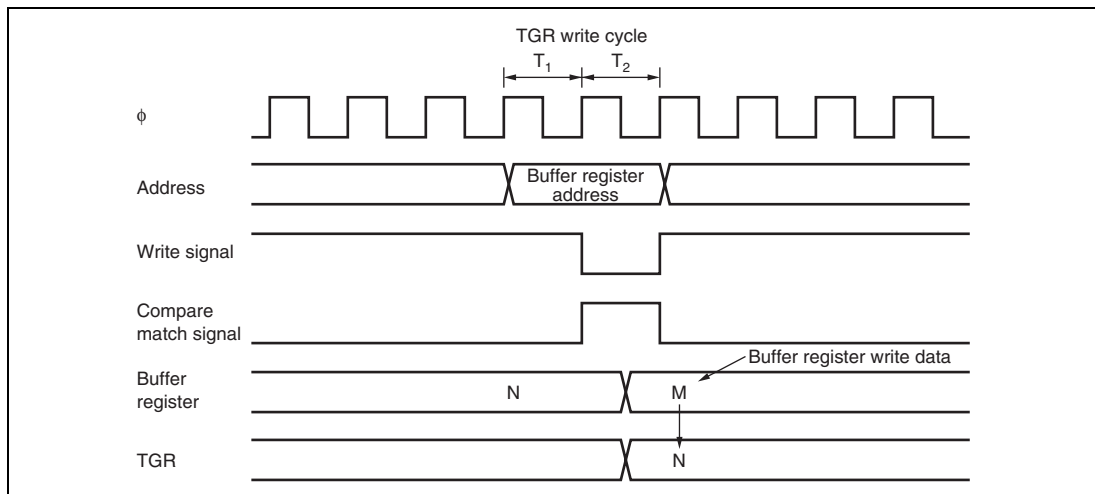 TGR write cycle
T1 T2
ϕ
Address
Buffer register
address
Write signal
Compare
match signal
Buffer register write data
Buffer
register
N M
TGR
N